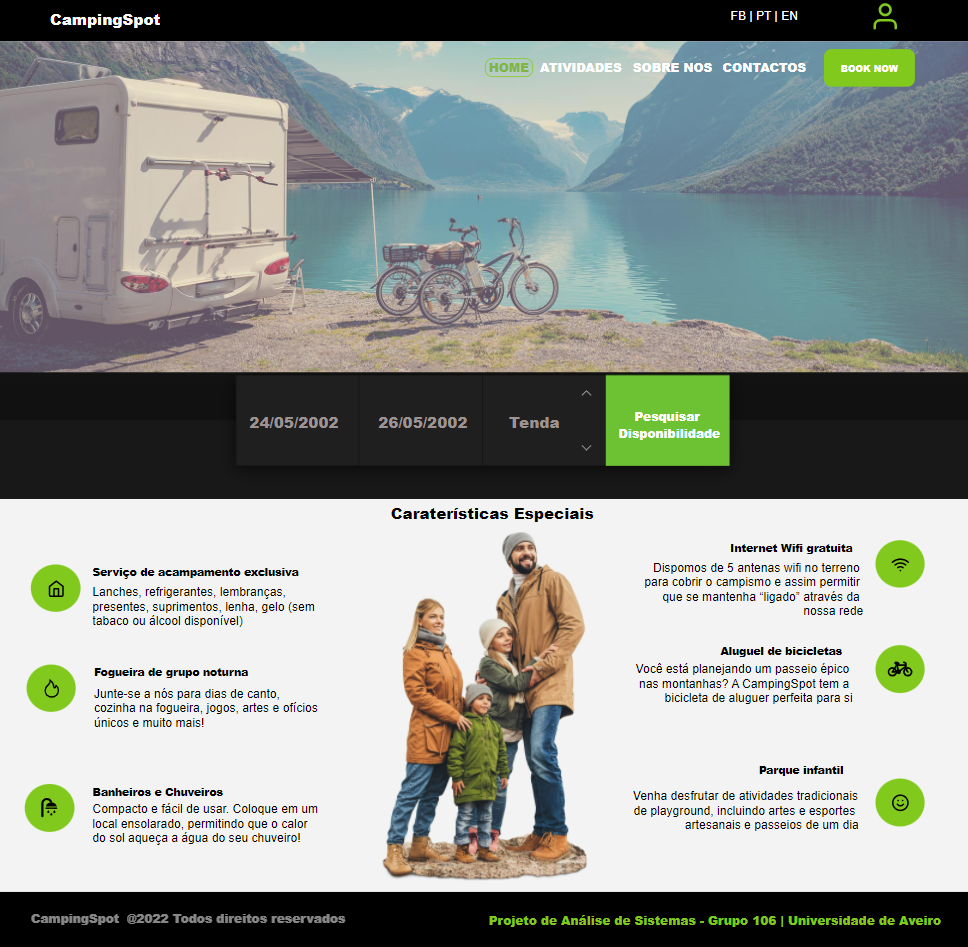 CampingSpot
FB | PT | EN
HOME ATIVIDADES SOBRE NOS CONTACTOS BOOK NOW
24/05/2002 26/05/2002 Tenda Pesquisar
Disponibilidade
Caraterísticas Especiais
Serviço de acampamento exclusiva
Lanches, refrigerantes, lembranças,
presentes, suprimentos, lenha, gelo (sem
tabaco ou álcool disponível)
Fogueira de grupo noturna
Junte-se a nós para dias de canto,
cozinha na fogueira, jogos, artes e ofícios
únicos e muito mais!
Banheiros e Chuveiros
Compacto e fácil de usar. Coloque em um
local ensolarado, permitindo que o calor
do sol aqueça a água do seu chuveiro!
Internet Wifi gratuita
Dispomos de 5 antenas wifi no terreno
para cobrir o campismo e assim permitir
que se mantenha “ligado” através da
nossa rede
Aluguel de bicicletas
Você está planejando um passeio épico
nas montanhas? A CampingSpot tem a
bicicleta de aluguer perfeita para si
Parque infantil
Venha desfrutar de atividades tradicionais
de playground, incluindo artes e esportes
artesanais e passeios de um dia
CampingSpot @2022 Todos direitos reservados
Projeto de Análise de Sistemas - Grupo 106 | Universidade de Aveiro